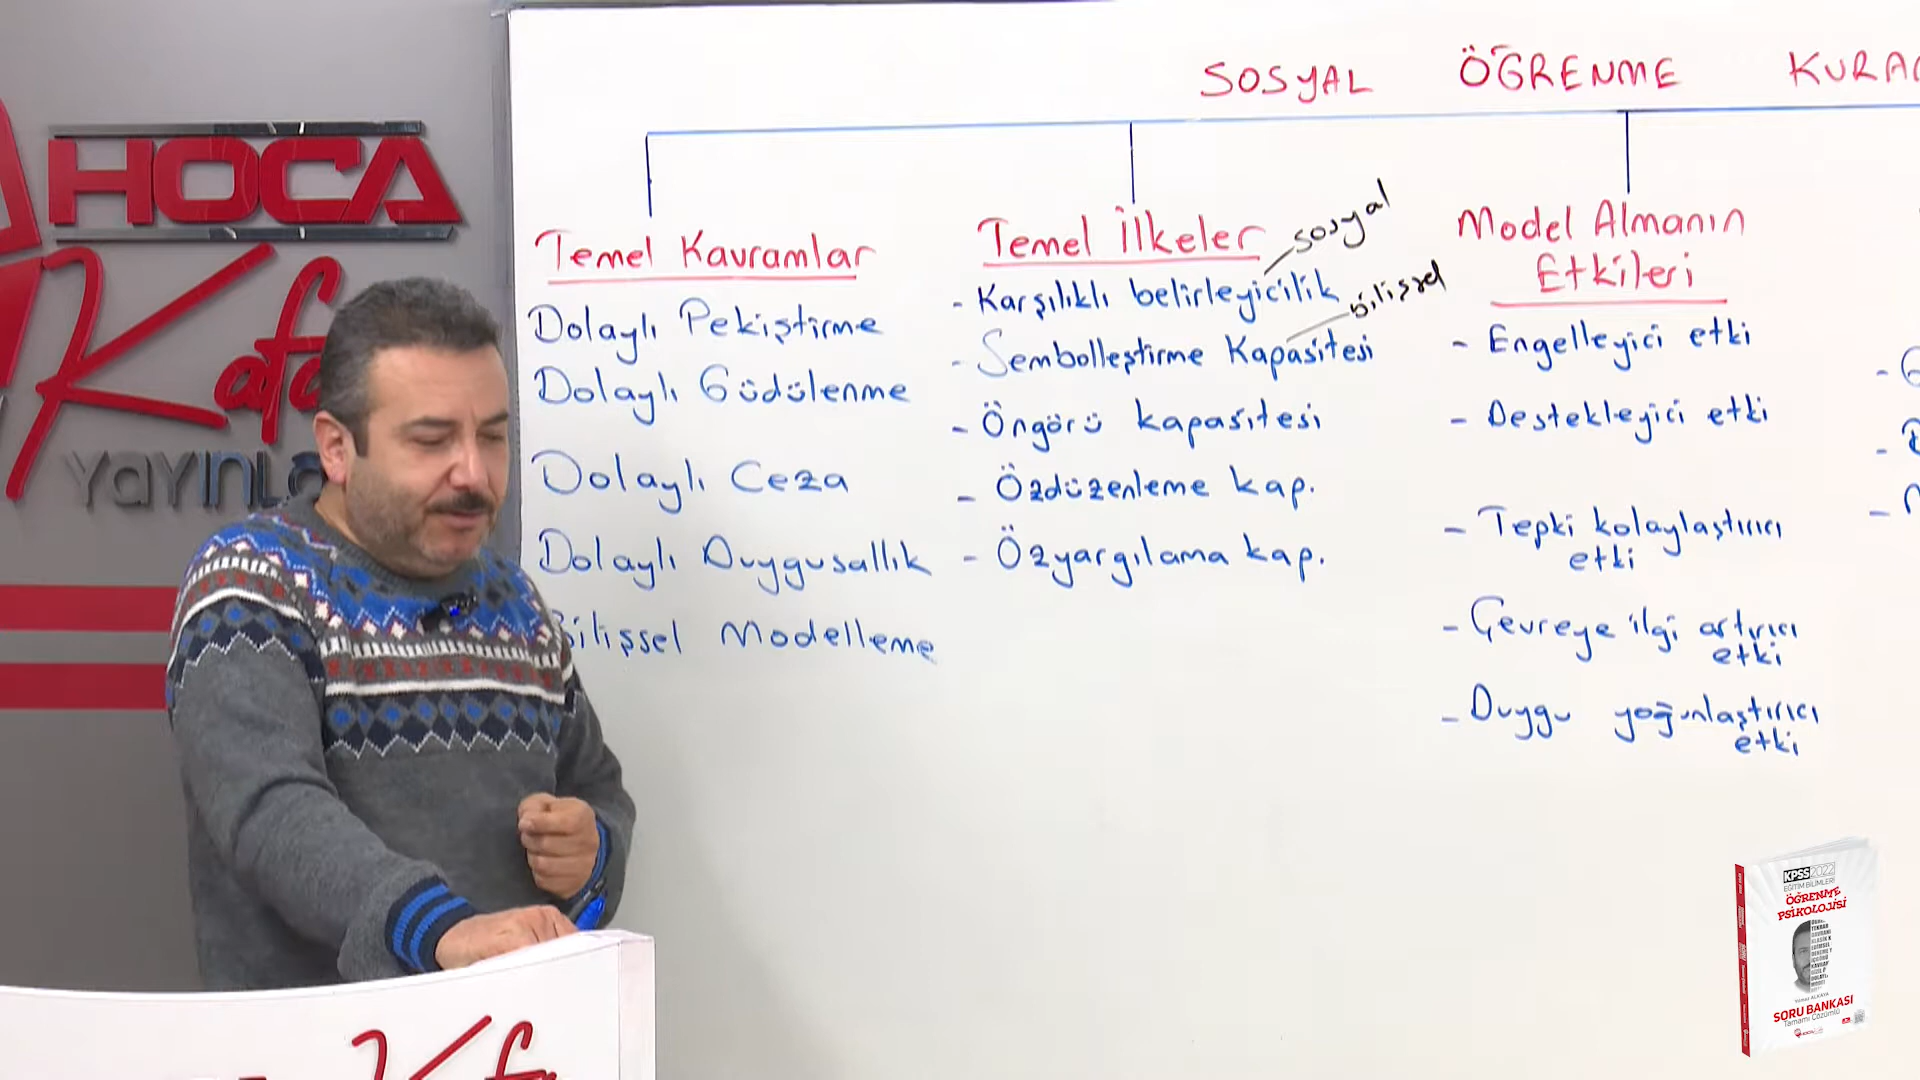 HOCA
Kafa
YAYINLA
SOSYAL ÖĞRENME KURA
Temel Kavramlar
Dolaylı Pekiştirme
Dolaylı Güdülenme
Dolaylı Ceza
Dolaylı Duygusallık
Bilişsel Modelleme
Temel İlkeler
sosyal
- Karşılıklı belirleyicilik
bilişsel
- Sembolleştirme Kapasitesi
- Öngörü kapasitesi
- Özdüzenleme kap.
- Özyargılama kap.
Model Almanın
Etkileri
- Engelleyici etki
- Destekleyici etki
- Tepki kolaylaştırıcı
etki
- Çevreye ilgi artırıcı
etki
- Duygu yoğunlaştırıcı
etki
KPSS 2022
EĞİTİM BİLİMLERİ
ÖĞRENME
PSİKOLOJİSİ
SORU BANKASI
Tamamı Çözümlü